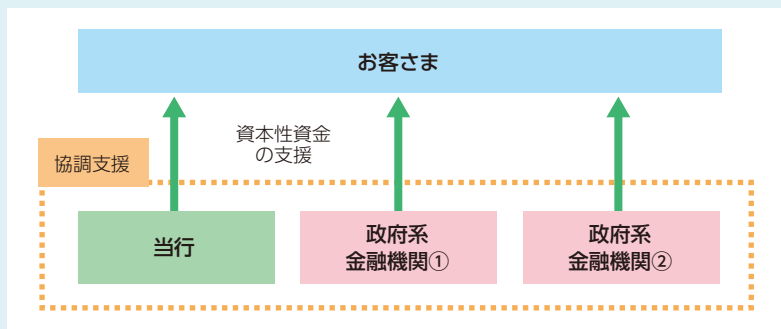 お客さま
資本性資金
の支援
協調支援
当行
政府系
金融機関①
政府系
金融機関②